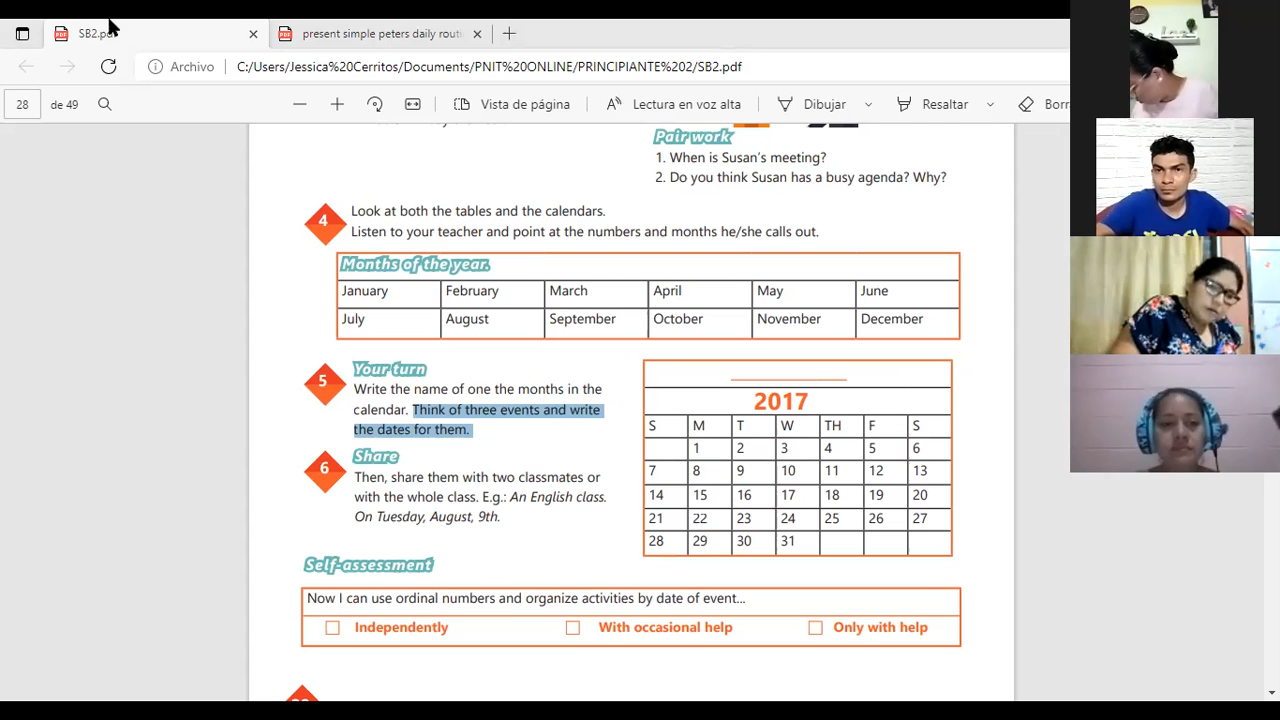 SB2.pdf
present simple peters daily routi
Archivo
C:/Users/Jessica%20Cerritos/Documents/PNIT%20ONLINE/PRINCIPIANTE%202/SB2.pdf
28 de 49
Vista de página
Lectura en voz alta
Dibujar
Resaltar
Borr
Pair work
1. When is Susan's meeting?
2. Do you think Susan has a busy agenda? Why?
4
Look at both the tables and the calendars.
Listen to your teacher and point at the numbers and months he/she calls out.
Months of the year.
January February March April May June
July August September October November December
5
Your turn
Write the name of one the months in the
calendar. Think of three events and write
the dates for them.
6
Share
Then, share them with two classmates or
with the whole class. E.g.: An English class.
On Tuesday, August, 9th.
2017
S M T W TH F S
1 2 3 4 5 6
7 8 9 10 11 12 13
14 15 16 17 18 19 20
21 22 23 24 25 26 27
28 29 30 31
Self-assessment
Now I can use ordinal numbers and organize activities by date of event...
Independently With occasional help Only with help